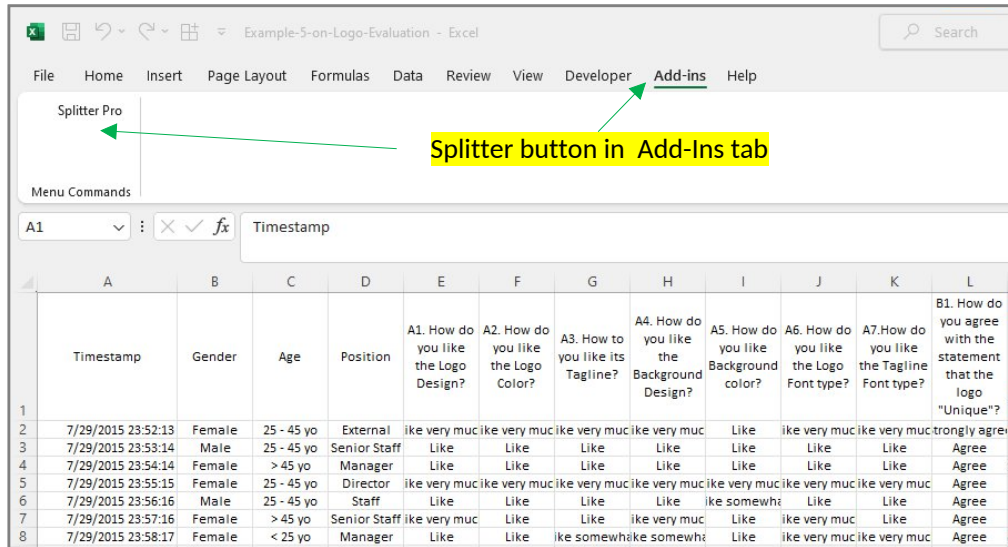 Example-5-on-Logo-Evaluation - Excel
Search
File Home Insert Page Layout Formulas Data Review View Developer Add-ins Help
Splitter Pro
Splitter button in Add-Ins tab
Menu Commands
A1 fx Timestamp
A B C D E F G H I J K L
1 Timestamp Gender Age Position A1. How do you like the Logo Design? A2. How do you like the Logo Color? A3. How to you like its Tagline? A4. How do you like the Background Design? A5. How do you like Background color? A6. How do you like the Logo Font type? A7.How do you like the Tagline Font type? B1. How do you agree with the statement that the logo "Unique"?
2 7/29/2015 23:52:13 Female 25 - 45 yo External ike very muc ike very muc ike very muc ike very muc Like ike very muc ike very muc trongly agree
3 7/29/2015 23:53:14 Male 25 - 45 yo Senior Staff Like Like Like Like Like Like Like Agree
4 7/29/2015 23:54:14 Female > 45 yo Manager Like Like Like Like Like Like Like Agree
5 7/29/2015 23:55:15 Female 25 - 45 yo Director ike very muc ike very muc ike very muc ike very muc ike very muc ike very muc ike very muc Agree
6 7/29/2015 23:56:16 Male 25 - 45 yo Staff Like Like Like Like ike somewha Like Like Agree
7 7/29/2015 23:57:16 Female > 45 yo Senior Staff ike very muc Like Like ike very muc Like ike very muc Like Agree
8 7/29/2015 23:58:17 Female < 25 yo Manager Like Like ike somewha ike somewha Like ike very muc ike very muc Agree